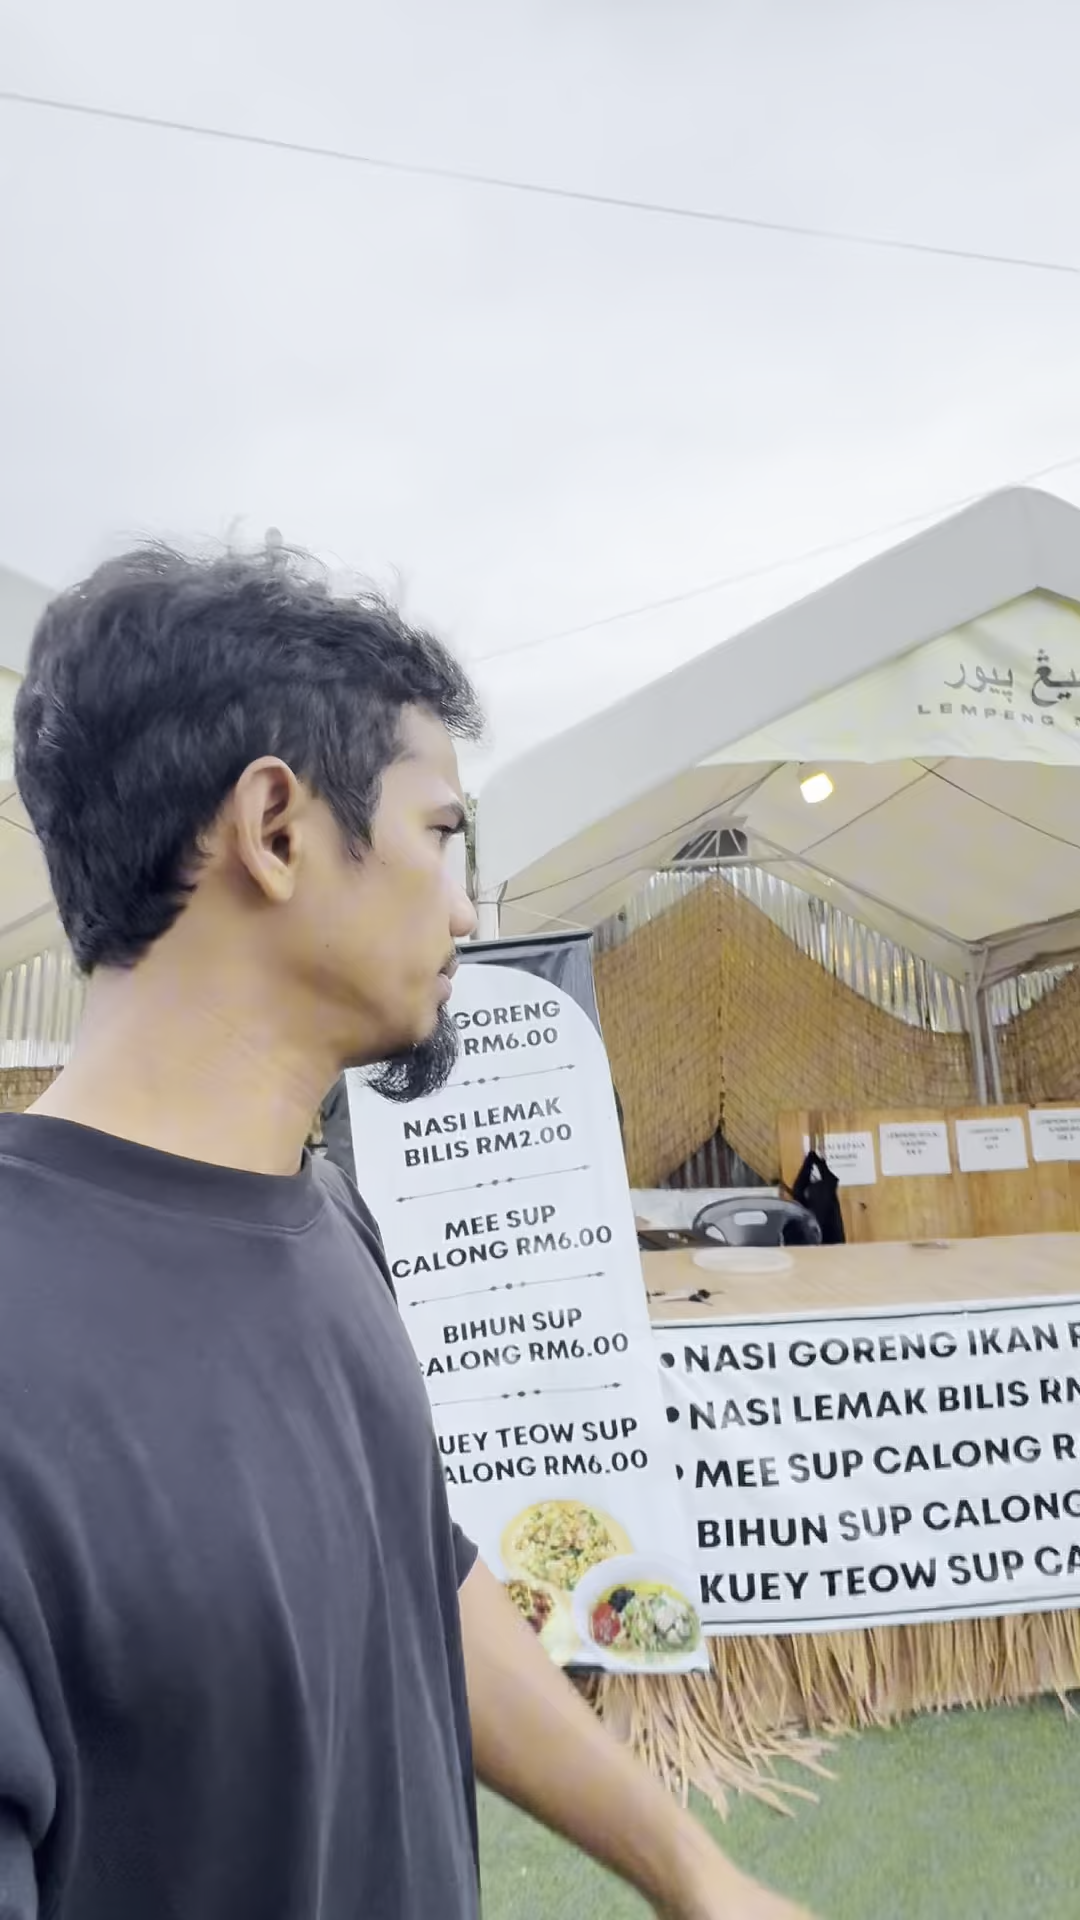 بيڠ ڤيور
LEMPENG
GORENG
RM6.00
NASI LEMAK
BILIS RM2.00
MEE SUP
CALONG RM6.00
BIHUN SUP
CALONG RM6.00
KUEY TEOW SUP
CALONG RM6.00
• NASI GORENG IKAN
• NASI LEMAK BILIS
• MEE SUP CALONG
BIHUN SUP CALONG
KUEY TEOW SUP